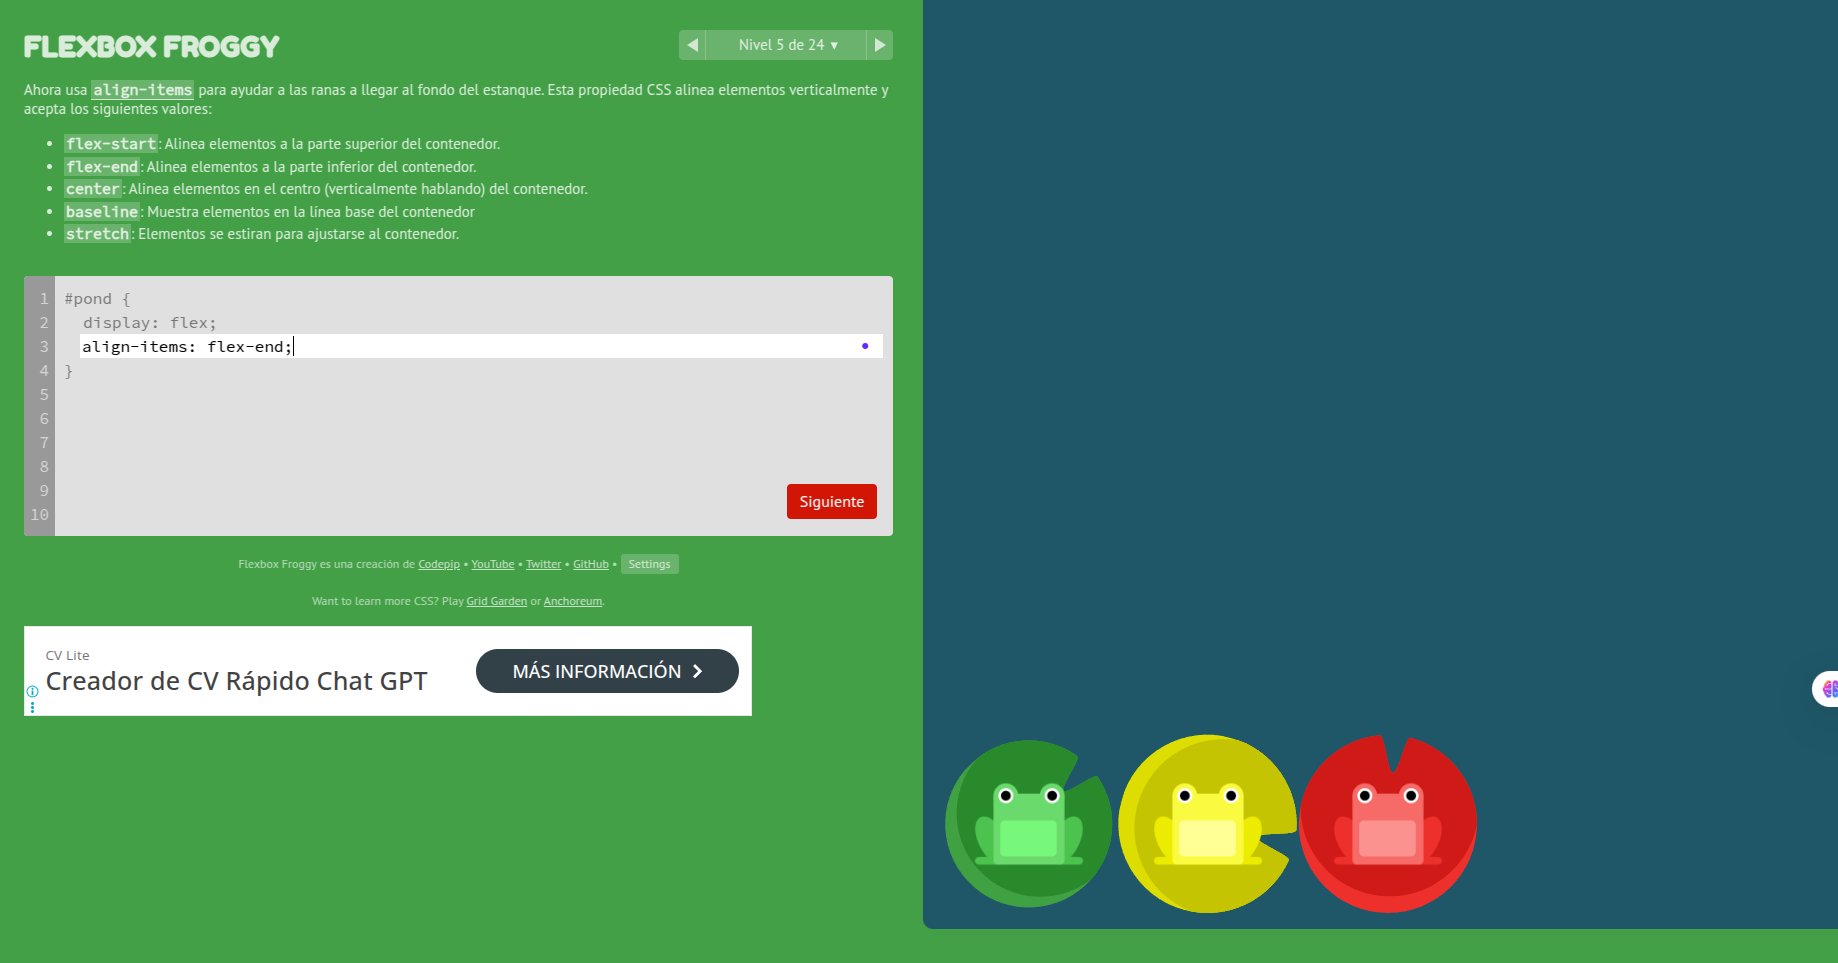 FLEXBOX FROGGY
Nivel 5 de 24 ▾
Ahora usa align-items para ayudar a las ranas a llegar al fondo del estanque. Esta propiedad CSS alinea elementos verticalmente y
acepta los siguientes valores:
• flex-start: Alinea elementos a la parte superior del contenedor.
• flex-end: Alinea elementos a la parte inferior del contenedor.
• center: Alinea elementos en el centro (verticalmente hablando) del contenedor.
• baseline: Muestra elementos en la línea base del contenedor
• stretch: Elementos se estiran para ajustarse al contenedor.
1 #pond {
2 display: flex;
3 align-items: flex-end;
4 }
5
6
7
8
9
10
Siguiente
Flexbox Froggy es una creación de Codepip • YouTube • Twitter • GitHub • Settings
Want to learn more CSS? Play Grid Garden or Anchoreum.
CV Lite
Creador de CV Rápido Chat GPT
MÁS INFORMACIÓN